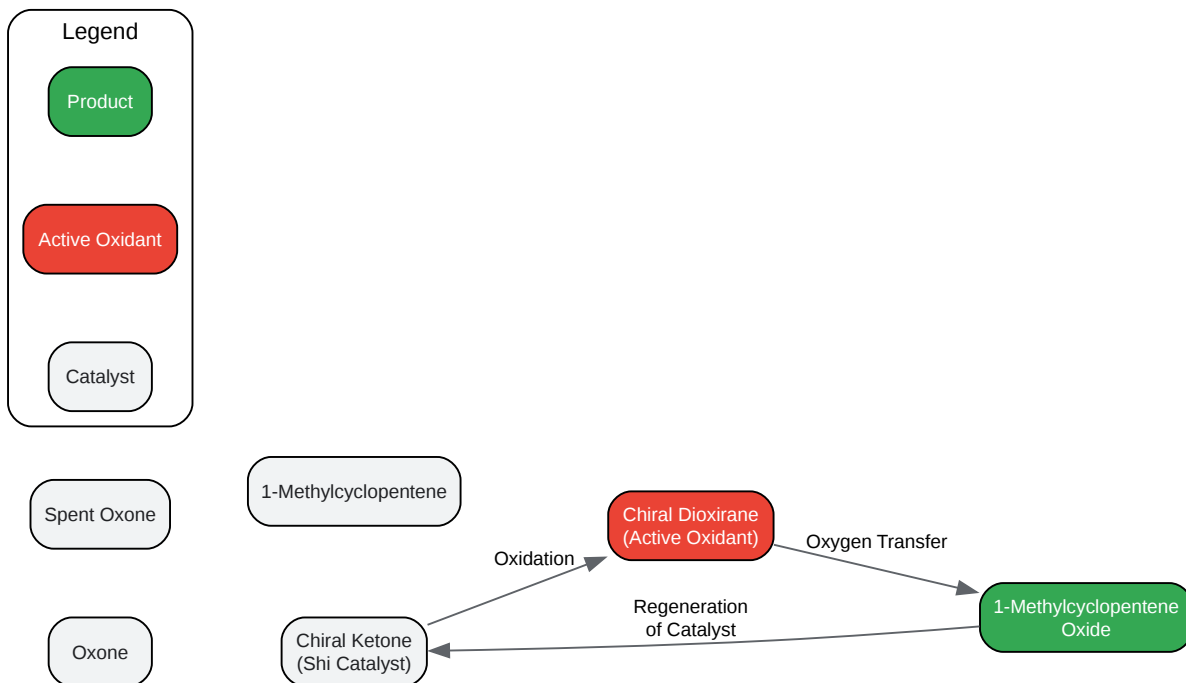 Legend
Product
Active Oxidant
Catalyst
Spent Oxone
1-Methylcyclopentene
Chiral Dioxirane
(Active Oxidant)
Oxidation
Oxygen Transfer
Regeneration
of Catalyst
1-Methylcyclopentene
Oxide
Oxone
Chiral Ketone
(Shi Catalyst)